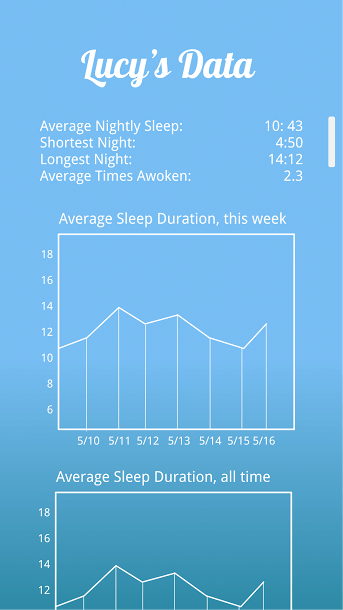 Lucy's Data
Average Nightly Sleep: 10: 43
Shortest Night: 4:50
Longest Night: 14:12
Average Times Awoken: 2.3
Average Sleep Duration, this week
18
16
14
12
10
8
6
5/10 5/11 5/12 5/13 5/14 5/15 5/16
Average Sleep Duration, all time
18
16
14
12